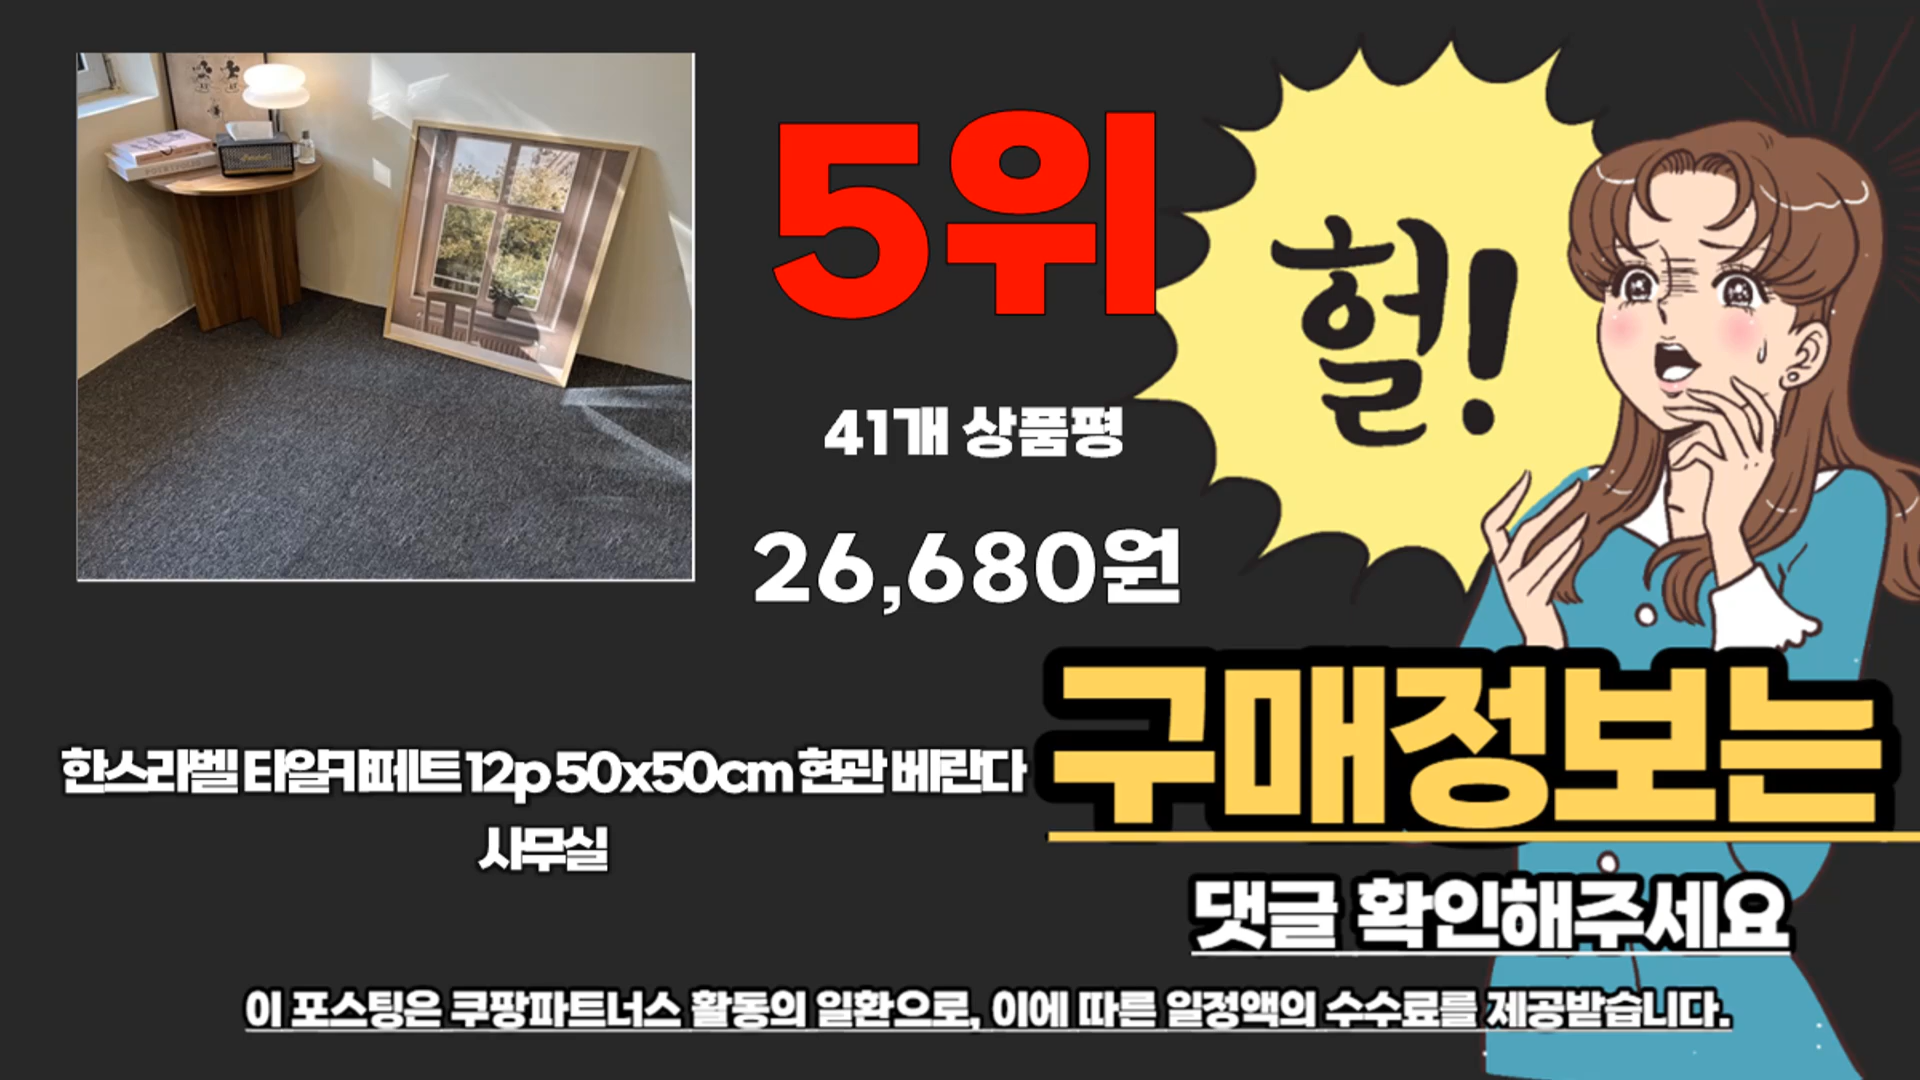 5위
헬!
41개 상품평
26,680원
한스라벨 타일카페트 12p 50x50cm 현관 베란다
사무실
구매정보는
댓글 확인해주세요
이 포스팅은 쿠팡파트너스 활동의 일환으로, 이에 따른 일정액의 수수료를 제공받습니다.